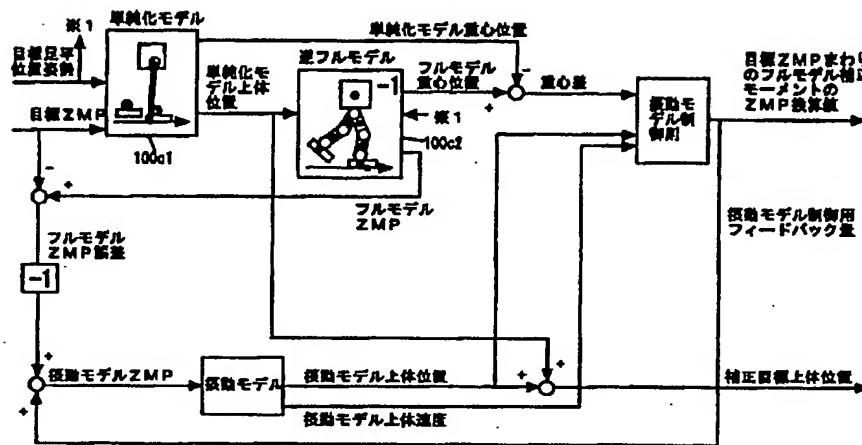 単純化モデル
※1
目標足平
位置姿勢
目標ZMP
100c1
単純化モデル重心位置
単純化モ
デル上体
位置
逆フルモデル
-1
100c2
フルモデル
重心位置
※1
重心差
摂動モ
デル制
御則
目標ZMPまわり
のフルモデル補正
モーメントの
ZMP換算値
摂動モデル制御用
フィードバック量
フルモデル
ZMP
フルモデル
ZMP誤差
-1
摂動モデルZMP
摂動モデル
摂動モデル上体位置
摂動モデル上体速度
補正目標上体位置
-
+
-
+
+
+
+
+